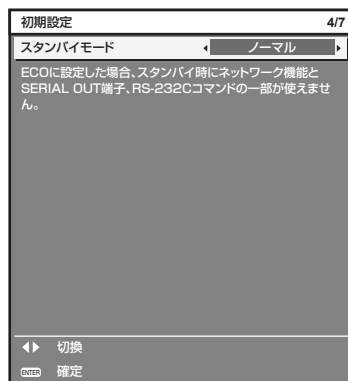 初期設定 4/7
スタンバイモード ノーマル
ECOに設定した場合、スタンバイ時にネットワーク機能と
SERIAL OUT端子、RS-232Cコマンドの一部が使えませ
ん。
切換
ENTER 確定